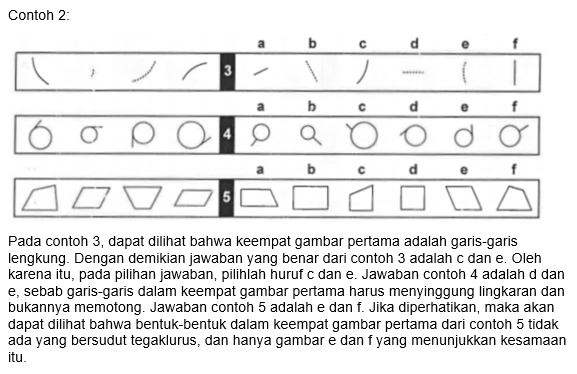 Contoh 2:
a b c d e f
3
a b c d e f
4
a b c d e f
5
Pada contoh 3, dapat dilihat bahwa keempat gambar pertama adalah garis-garis
lengkung. Dengan demikian jawaban yang benar dari contoh 3 adalah c dan e. Oleh
karena itu, pada pilihan jawaban, pilihlah huruf c dan e. Jawaban contoh 4 adalah d dan
e, sebab garis-garis dalam keempat gambar pertama harus menyinggung lingkaran dan
bukannya memotong. Jawaban contoh 5 adalah e dan f. Jika diperhatikan, maka akan
dapat dilihat bahwa bentuk-bentuk dalam keempat gambar pertama dari contoh 5 tidak
ada yang bersudut tegaklurus, dan hanya gambar e dan f yang menunjukkan kesamaan
itu.